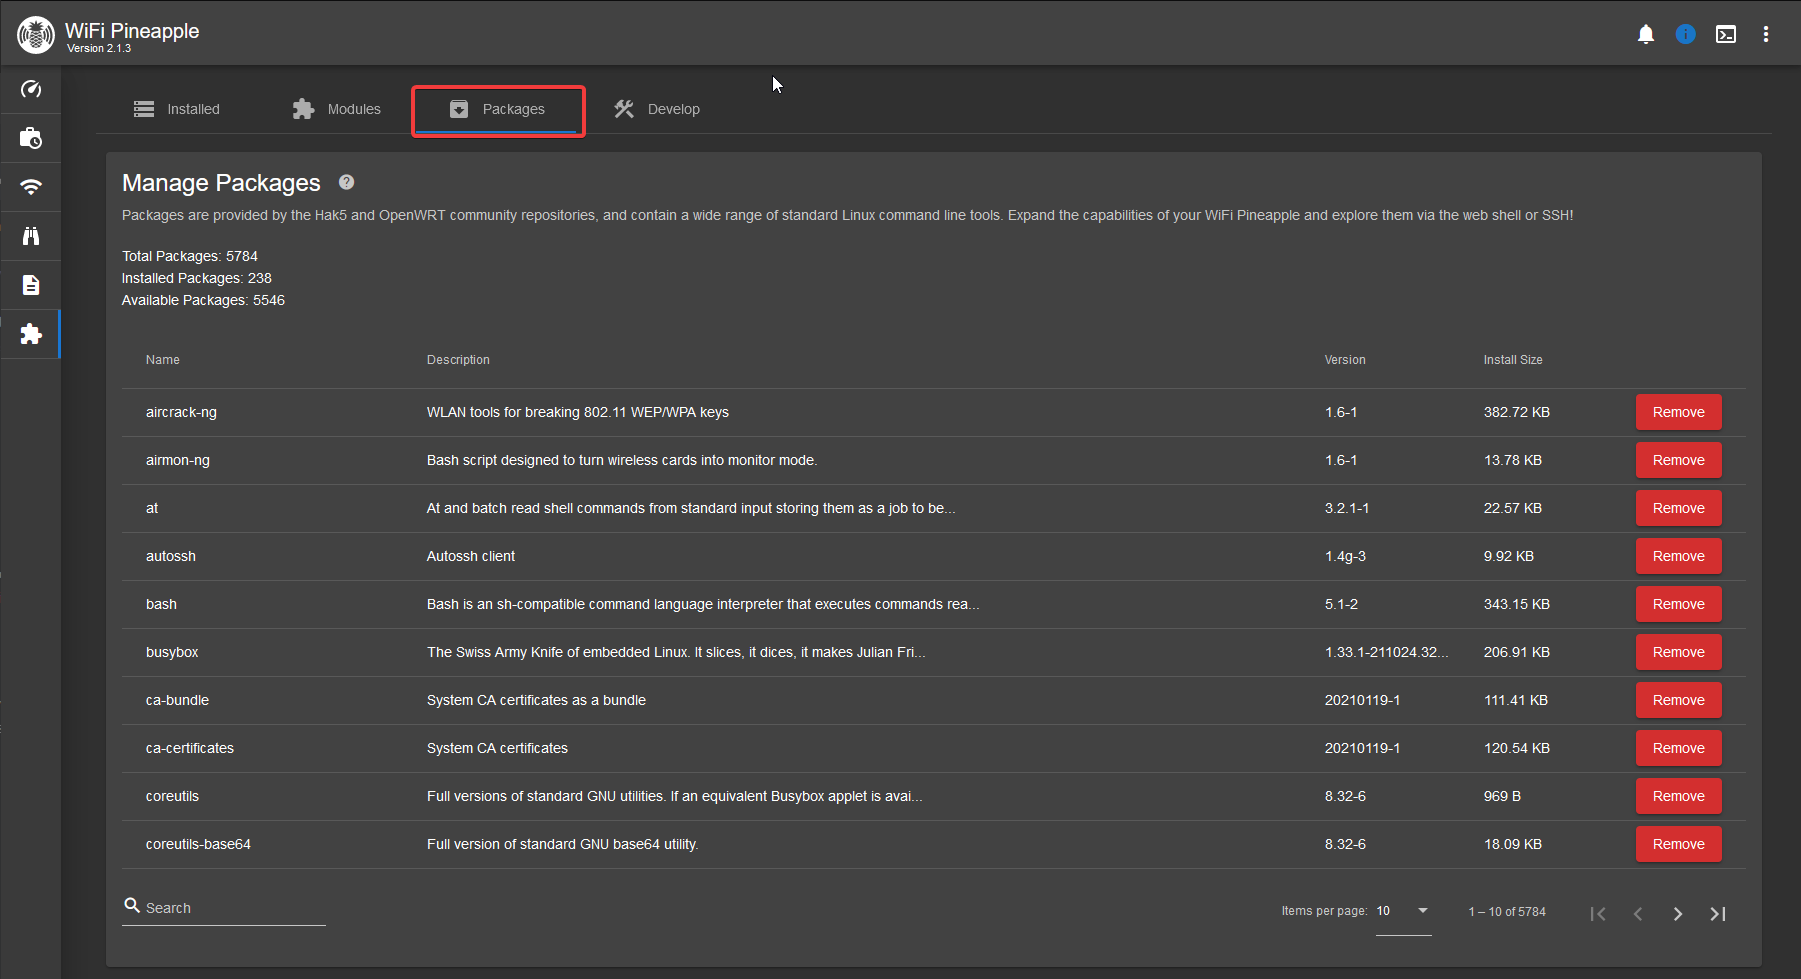 WiFi Pineapple
Version 2.1.3
Installed Modules Packages Develop
Manage Packages
Packages are provided by the Hak5 and OpenWRT community repositories, and contain a wide range of standard Linux command line tools. Expand the capabilities of your WiFi Pineapple and explore them via the web shell or SSH!
Total Packages: 5784
Installed Packages: 238
Available Packages: 5546
Name Description Version Install Size
aircrack-ng WLAN tools for breaking 802.11 WEP/WPA keys 1.6-1 382.72 KB Remove
airmon-ng Bash script designed to turn wireless cards into monitor mode. 1.6-1 13.78 KB Remove
at At and batch read shell commands from standard input storing them as a job to be... 3.2.1-1 22.57 KB Remove
autossh Autossh client 1.4g-3 9.92 KB Remove
bash Bash is an sh-compatible command language interpreter that executes commands rea... 5.1-2 343.15 KB Remove
busybox The Swiss Army Knife of embedded Linux. It slices, it dices, it makes Julian Fri... 1.33.1-211024.32... 206.91 KB Remove
ca-bundle System CA certificates as a bundle 20210119-1 111.41 KB Remove
ca-certificates System CA certificates 20210119-1 120.54 KB Remove
coreutils Full versions of standard GNU utilities. If an equivalent Busybox applet is avai... 8.32-6 969 B Remove
coreutils-base64 Full version of standard GNU base64 utility. 8.32-6 18.09 KB Remove
Search Items per page: 10 1 – 10 of 5784